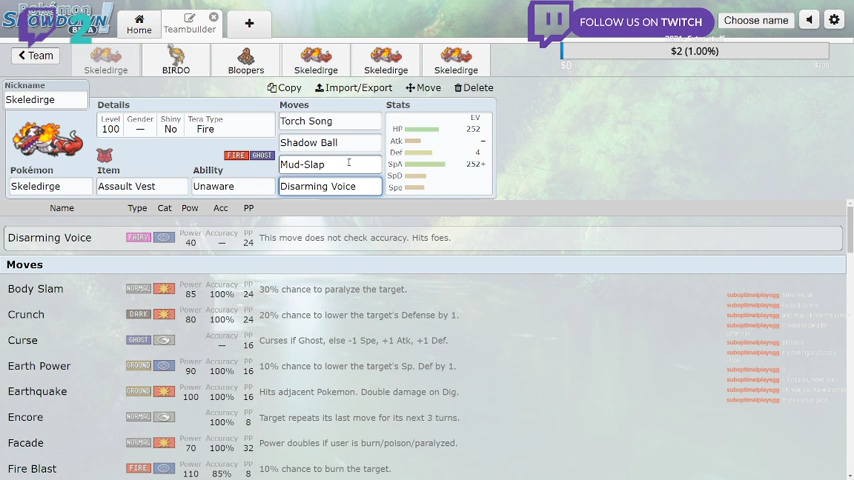 Pokémon
SHOWDOWN
BETA
2
Home
Teambuilder
FOLLOW US ON TWITCH
Choose name
$2 (1.00%)
$0
Team
Skeledirge
BIRDO
Bloopers
Skeledirge
Skeledirge
Skeledirge
Copy
Import/Export
Move
Delete
Nickname
Skeledirge
Details
Level
100
Gender
—
Shiny
No
Tera Type
Fire
FIRE
GHOST
Pokémon
Skeledirge
Item
Assault Vest
Ability
Unaware
Moves
Torch Song
Shadow Ball
Mud-Slap
Disarming Voice
Stats
EV
HP 252
Atk –
Def 4
SpA 252+
SpD
Spe
Name Type Cat Pow Acc PP
Disarming Voice FAIRY Power 40 Accuracy — PP 24 This move does not check accuracy. Hits foes.
Moves
Body Slam NORMAL Power 85 Accuracy 100% PP 24 30% chance to paralyze the target.
Crunch DARK Power 80 Accuracy 100% PP 24 20% chance to lower the target's Defense by 1.
Curse GHOST Accuracy — PP 16 Curses if Ghost, else -1 Spe, +1 Atk, +1 Def.
Earth Power GROUND Power 90 Accuracy 100% PP 16 10% chance to lower the target's Sp. Def by 1.
Earthquake GROUND Power 100 Accuracy 100% PP 16 Hits adjacent Pokemon. Double damage on Dig.
Encore NORMAL Accuracy 100% PP 8 Target repeats its last move for its next 3 turns.
Facade NORMAL Power 70 Accuracy 100% PP 32 Power doubles if user is burn/poison/paralyzed.
Fire Blast FIRE Power 110 Accuracy 85% PP 8 10% chance to burn the target.
suboptimalplaysgg
suboptimalplaysgg
suboptimalplaysgg
suboptimalplaysgg
suboptimalplaysgg
suboptimalplaysgg
suboptimalplaysgg